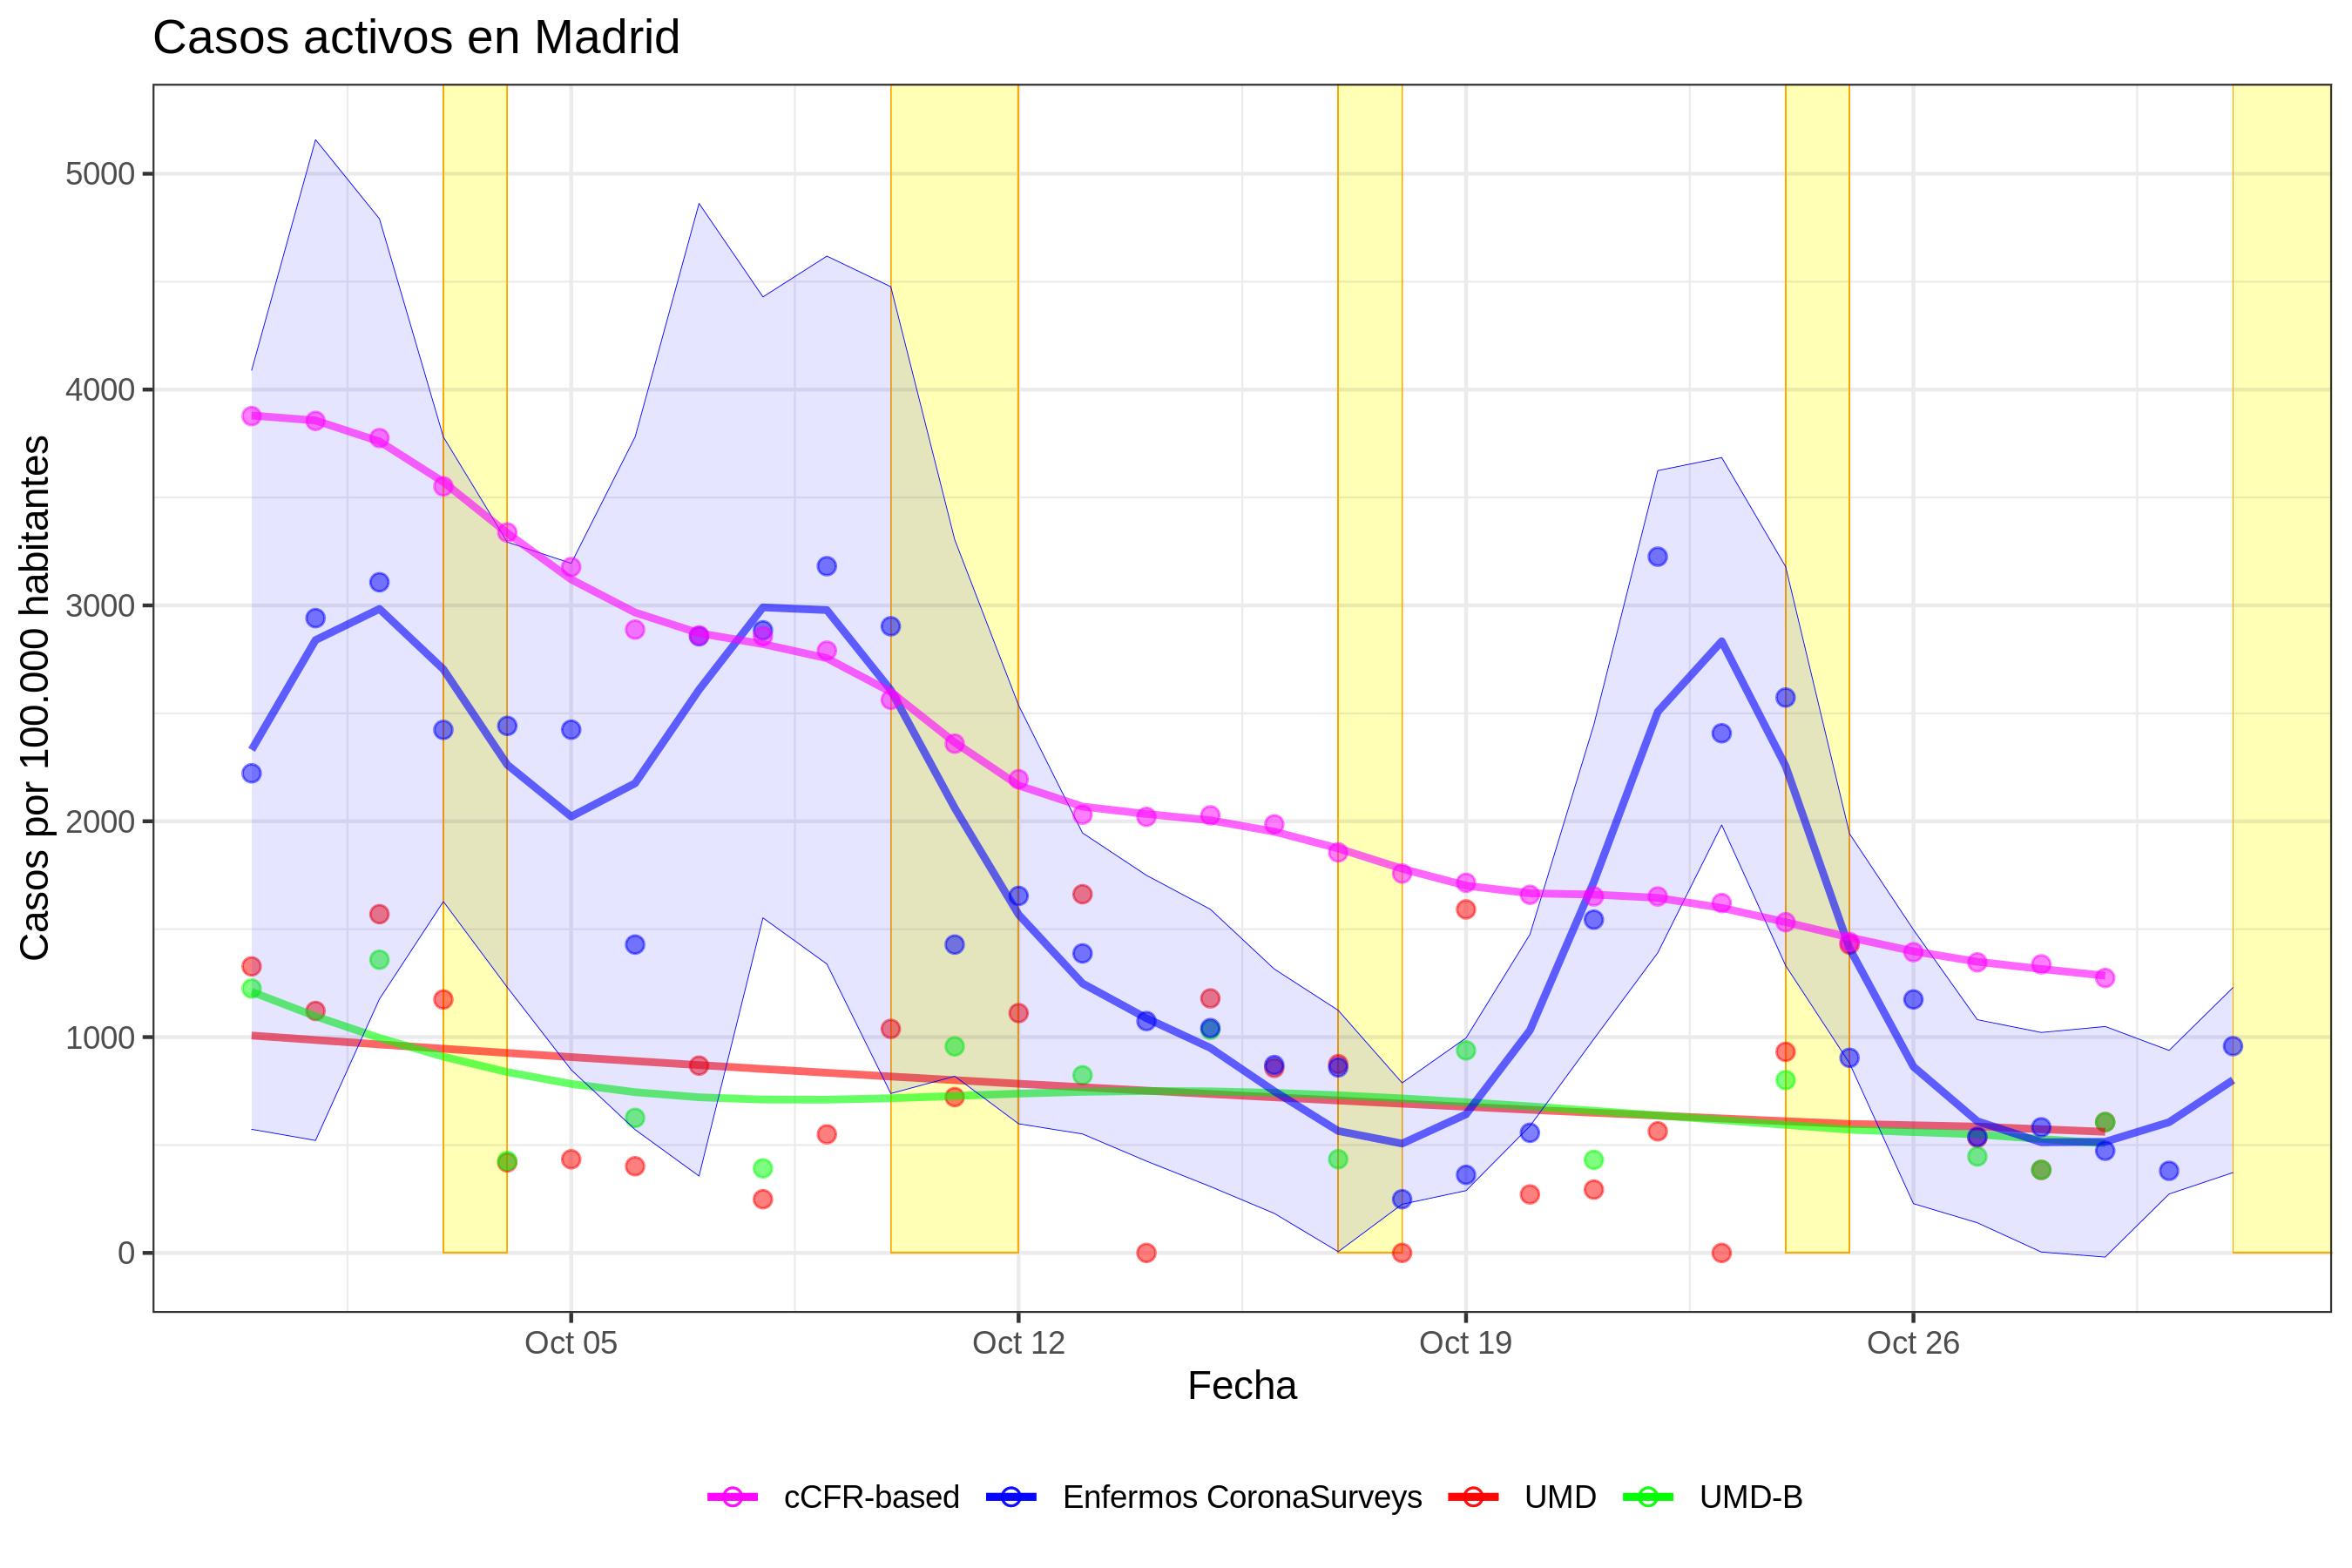 Casos activos en Madrid
Casos por 100.000 habitantes
5000
4000
3000
2000
1000
0
Oct 05 Oct 12 Oct 19 Oct 26
Fecha
cCFR-based Enfermos CoronaSurveys UMD UMD-B